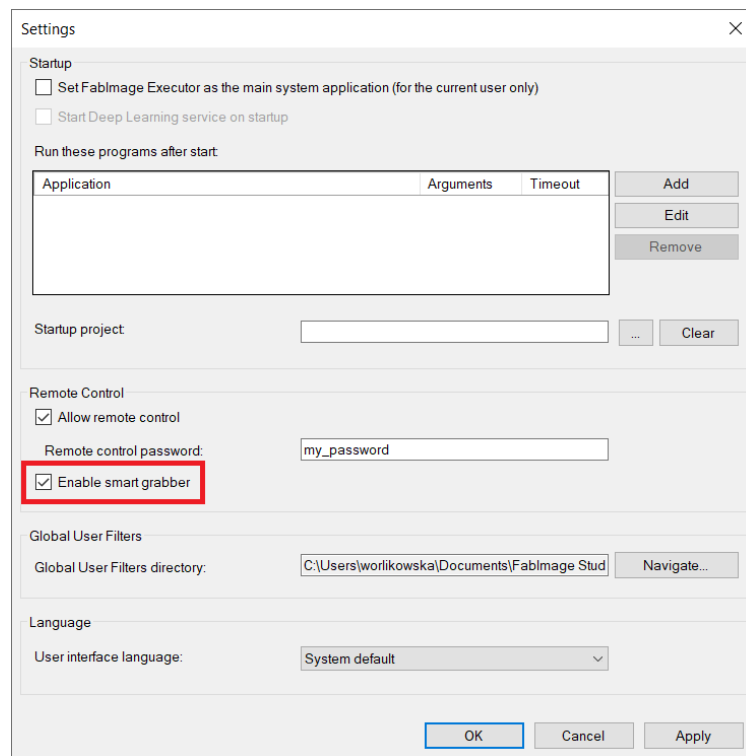 Settings
Startup
Set FabImage Executor as the main system application (for the current user only)
Start Deep Learning service on startup
Run these programs after start:
Application Arguments Timeout
Add
Edit
Remove
Startup project:
... Clear
Remote Control
Allow remote control
Remote control password: my_password
Enable smart grabber
Global User Filters
Global User Filters directory: C:\Users\worlikowska\Documents\FabImage Stud Navigate...
Language
User interface language: System default
OK Cancel Apply